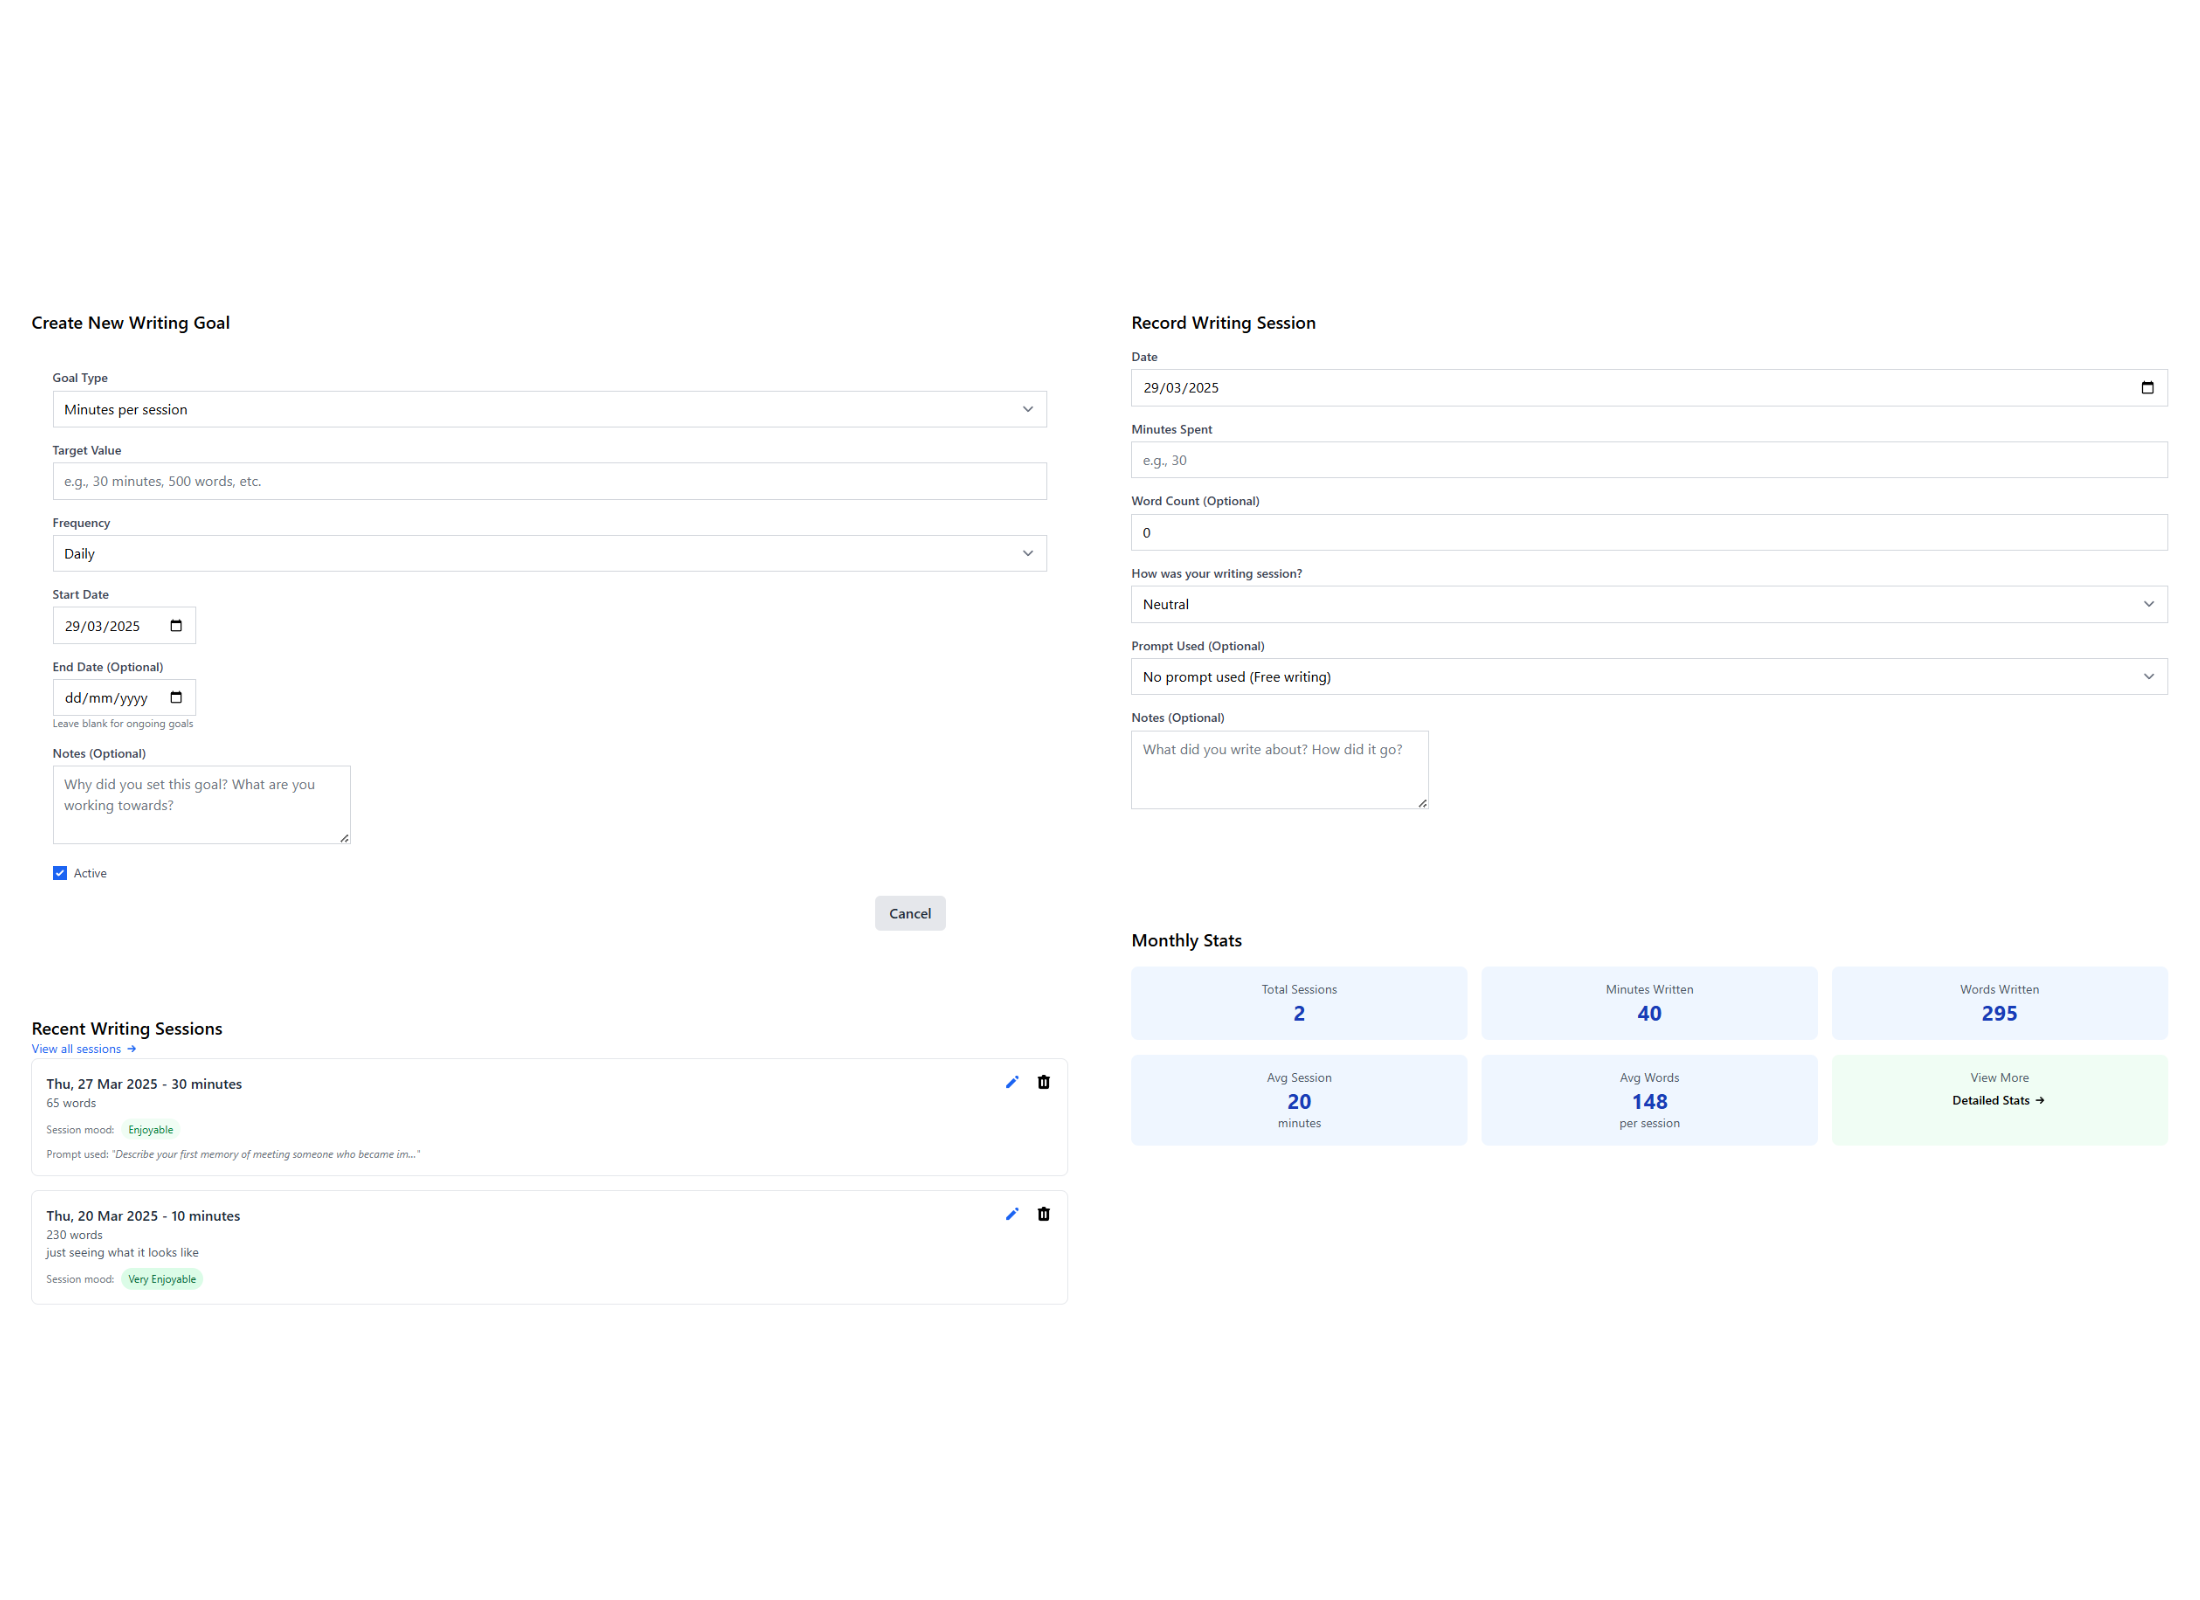 Create New Writing Goal
Goal Type
Minutes per session
Target Value
e.g., 30 minutes, 500 words, etc.
Frequency
Daily
Start Date
29/03/2025
End Date (Optional)
dd/mm/yyyy
Leave blank for ongoing goals
Notes (Optional)
Why did you set this goal? What are you
working towards?
Active
Cancel
Recent Writing Sessions
View all sessions →
Thu, 27 Mar 2025 - 30 minutes
65 words
Session mood: Enjoyable
Prompt used: "Describe your first memory of meeting someone who became im..."
Thu, 20 Mar 2025 - 10 minutes
230 words
just seeing what it looks like
Session mood: Very Enjoyable
Record Writing Session
Date
29/03/2025
Minutes Spent
e.g., 30
Word Count (Optional)
0
How was your writing session?
Neutral
Prompt Used (Optional)
No prompt used (Free writing)
Notes (Optional)
What did you write about? How did it go?
Monthly Stats
Total Sessions
2
Minutes Written
40
Words Written
295
Avg Session
20
minutes
Avg Words
148
per session
View More
Detailed Stats →